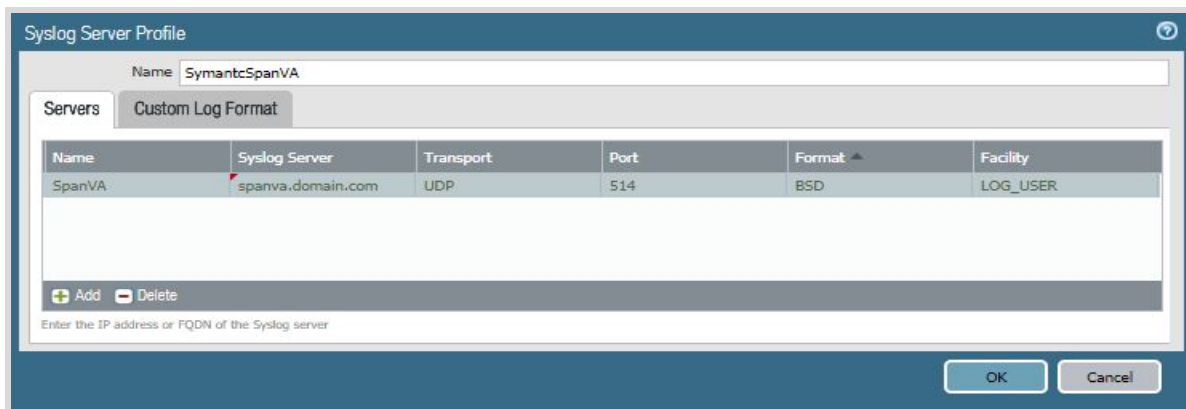 Syslog Server Profile
Name SymantcSpanVA
Servers Custom Log Format
Name Syslog Server Transport Port Format Facility
SpanVA spanva.domain.com UDP 514 BSD LOG_USER
Add Delete
Enter the IP address or FQDN of the Syslog server
OK Cancel